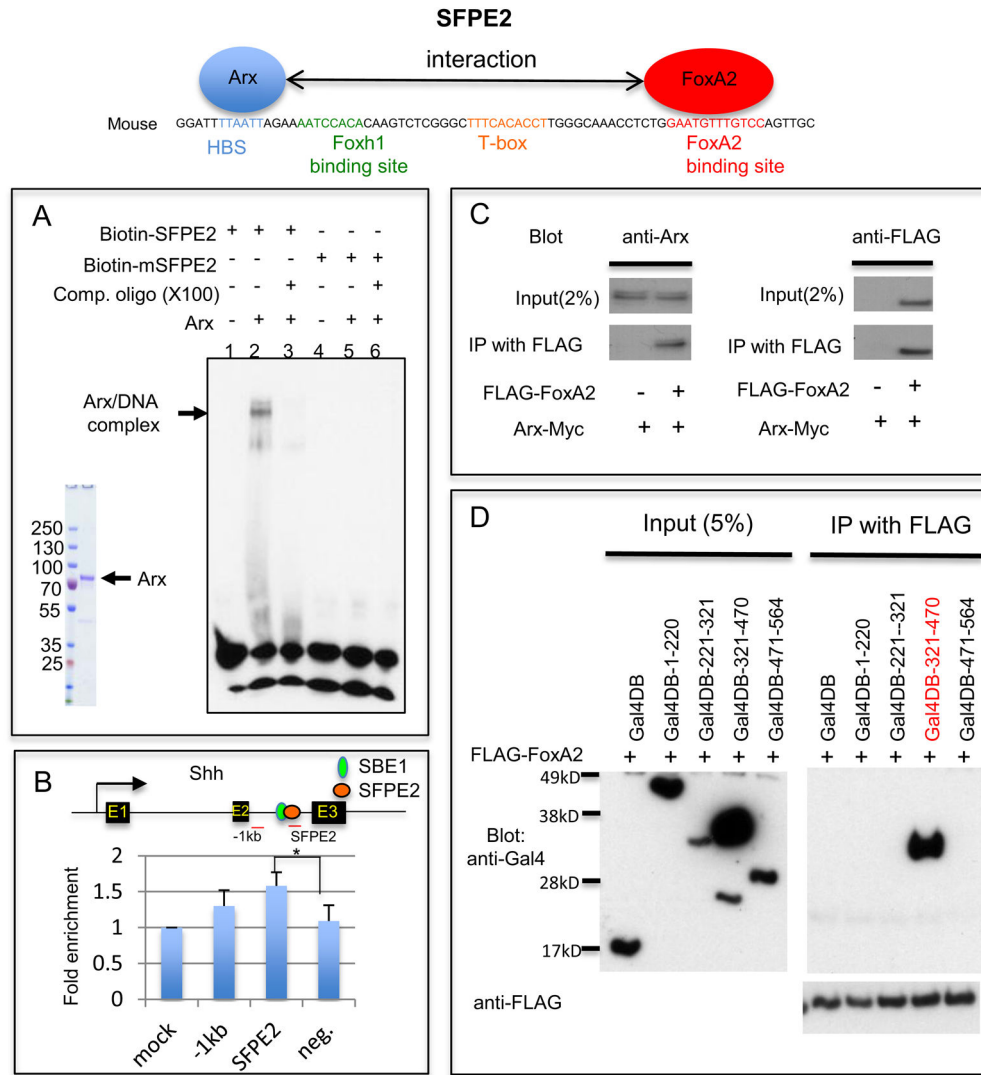 SFPE2
interaction
Arx
FoxA2
Mouse
GGATTTTAATTAGAAAATCCACACAAGTCTCGGGCTTTCACACCTTGGGCAAACCTCTGGAATGTTTGTCCAGTTGC
HBS
Foxh1
binding site
T-box
FoxA2
binding site
A
Biotin-SFPE2 + + + - - -
Biotin-mSFPE2 - - - + + +
Comp. oligo (X100) - - + - - +
Arx - + + - + +
1 2 3 4 5 6
Arx/DNA
complex
250
130
100
70
55
35
25
Arx
B
Shh
SBE1
SFPE2
E1
E2
E3
-1kb
SFPE2
*
Fold enrichment
2
1.5
1
0.5
0
mock
-1kb
SFPE2
neg.
C
Blot
anti-Arx
Input(2%)
IP with FLAG
FLAG-FoxA2 - +
Arx-Myc + +
anti-FLAG
Input(2%)
IP with FLAG
FLAG-FoxA2 - +
Arx-Myc + +
D
Input (5%)
IP with FLAG
Gal4DB
Gal4DB-1-220
Gal4DB-221-321
Gal4DB-321-470
Gal4DB-471-564
Gal4DB
Gal4DB-1-220
Gal4DB-221--321
Gal4DB-321-470
Gal4DB-471-564
FLAG-FoxA2 + + + + + + + + + +
49kD
38kD
28kD
17kD
Blot:
anti-Gal4
anti-FLAG